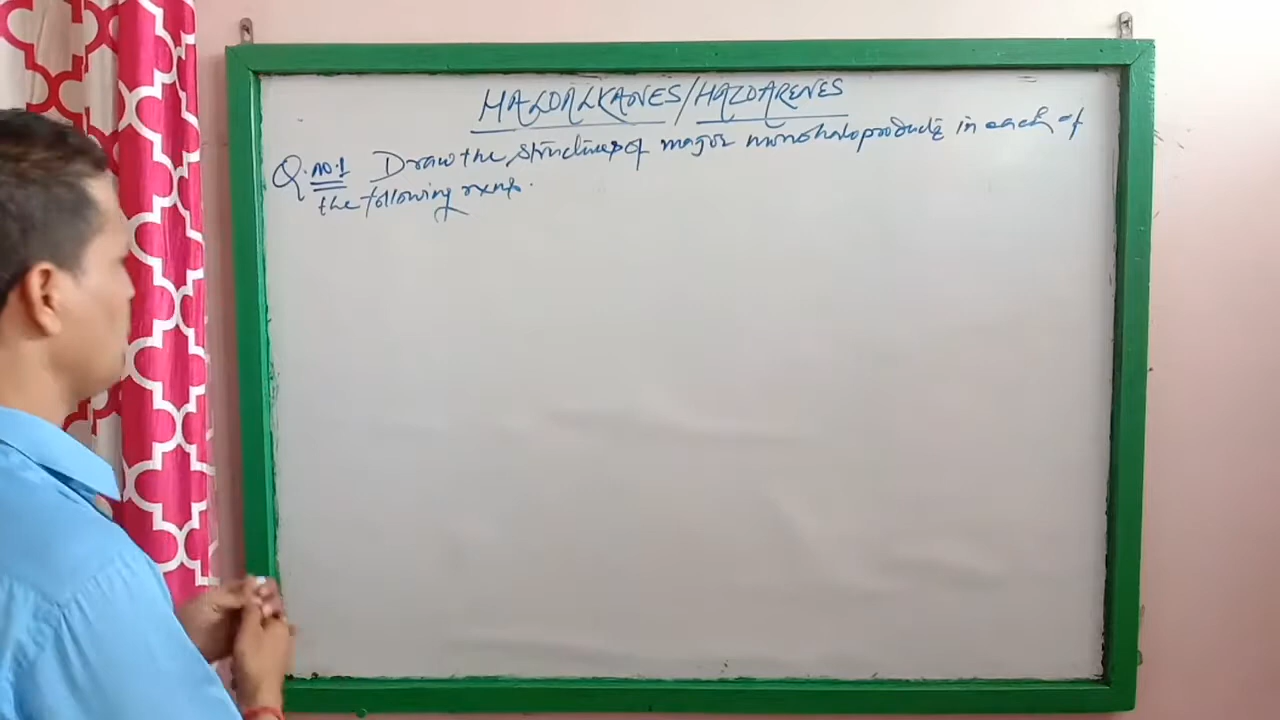 HALOALKANES/HALOARENES
Q.no.1 Draw the structures of major monohaloproducts in each of
the following rxns.